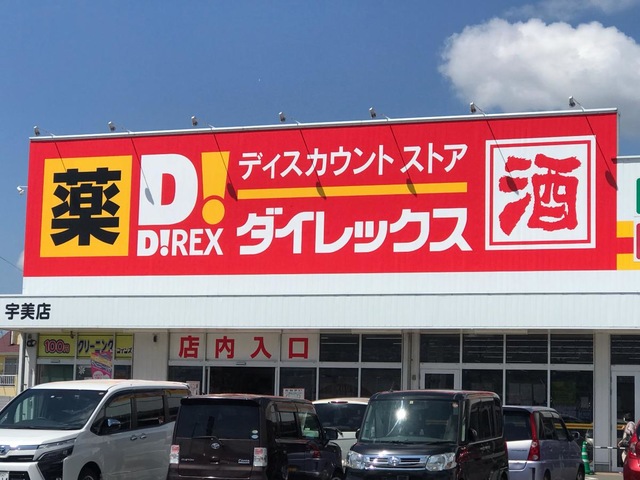 薬
D!
D!REX
ディスカウント ストア
ダイレックス
酒
宇美店
100円
クリーニング
店内入口